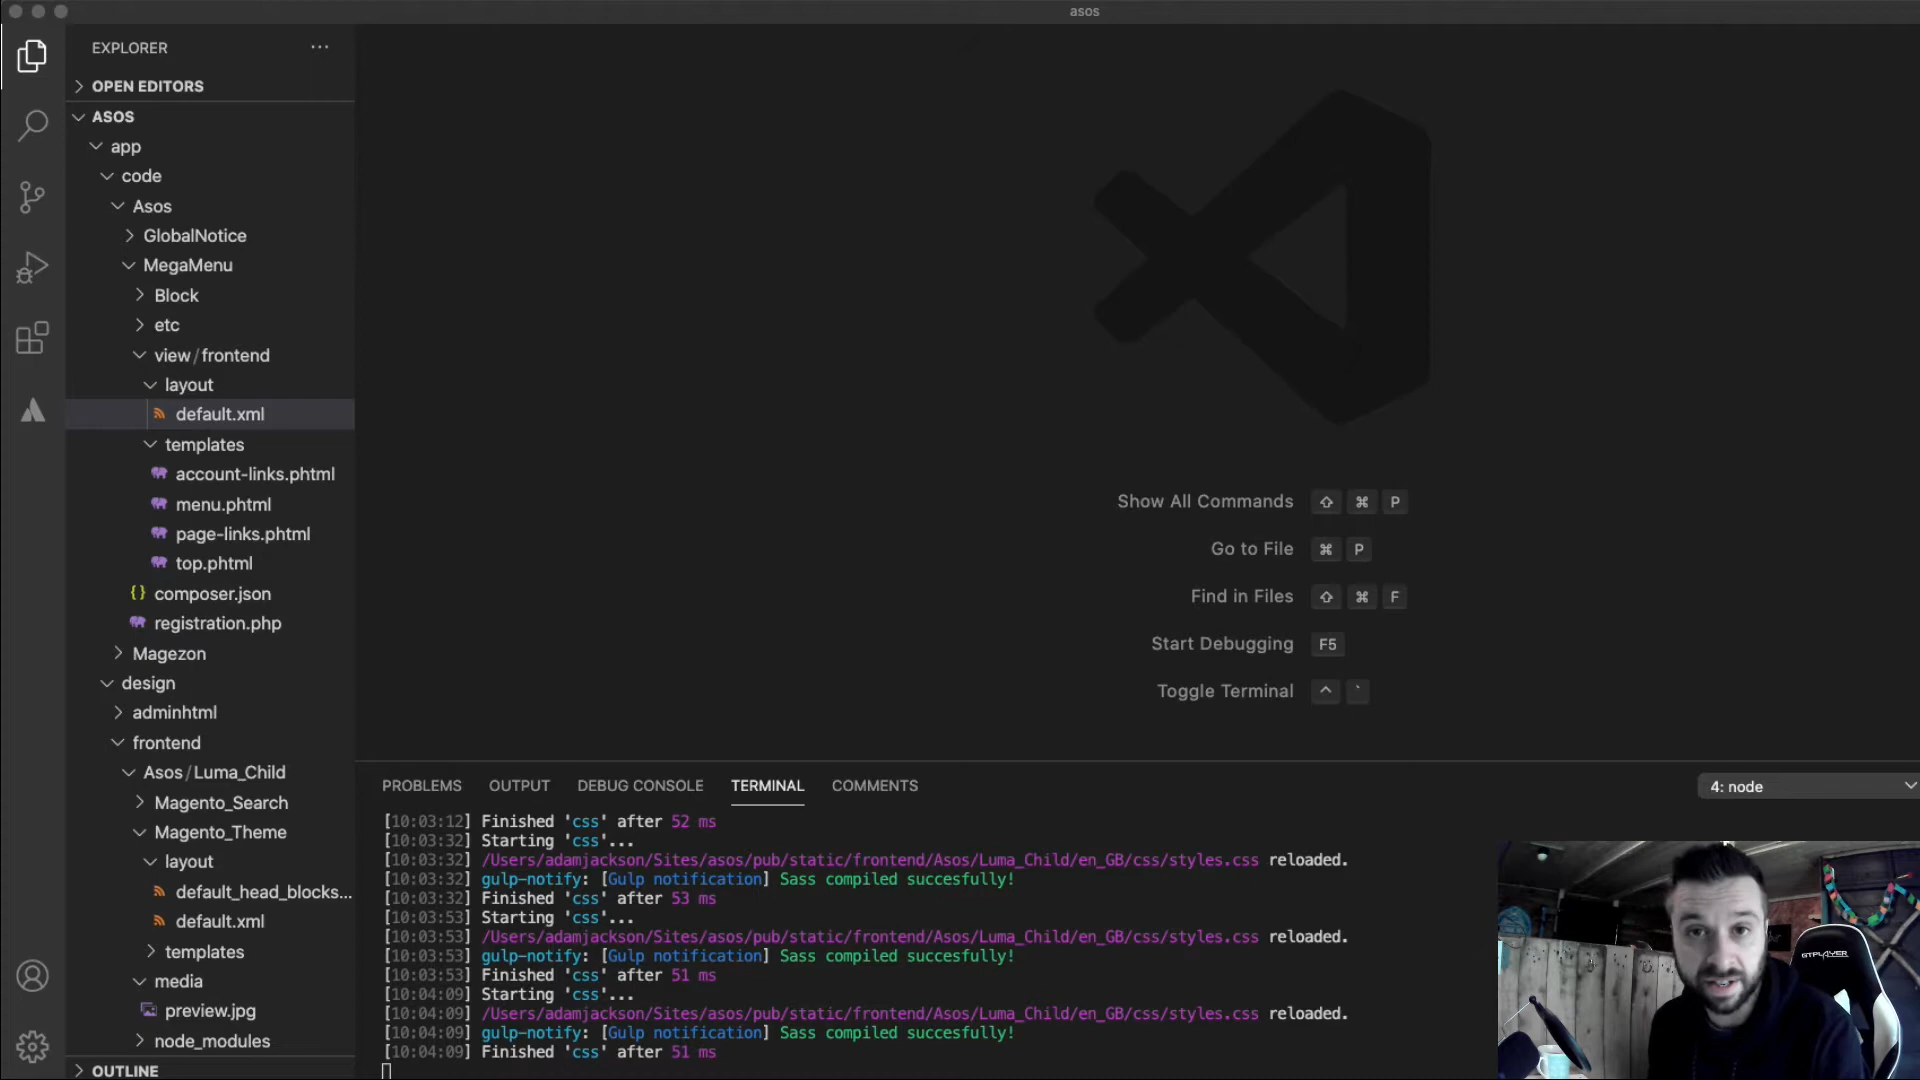 asos
EXPLORER
OPEN EDITORS
ASOS
app
code
Asos
GlobalNotice
MegaMenu
Block
etc
view/frontend
layout
default.xml
templates
account-links.phtml
menu.phtml
page-links.phtml
top.phtml
composer.json
registration.php
Magezon
design
adminhtml
frontend
Asos/Luma_Child
Magento_Search
Magento_Theme
layout
default_head_blocks...
default.xml
templates
media
preview.jpg
node_modules
OUTLINE
Show All Commands ⇧ ⌘ P
Go to File ⌘ P
Find in Files ⇧ ⌘ F
Start Debugging F5
Toggle Terminal ^ `
PROBLEMS OUTPUT DEBUG CONSOLE TERMINAL COMMENTS 4: node
[10:03:12] Finished 'css' after 52 ms
[10:03:32] Starting 'css'...
[10:03:32] /Users/adamjackson/Sites/asos/pub/static/frontend/Asos/Luma_Child/en_GB/css/styles.css reloaded.
[10:03:32] gulp-notify: [Gulp notification] Sass compiled succesfully!
[10:03:32] Finished 'css' after 53 ms
[10:03:53] Starting 'css'...
[10:03:53] /Users/adamjackson/Sites/asos/pub/static/frontend/Asos/Luma_Child/en_GB/css/styles.css reloaded.
[10:03:53] gulp-notify: [Gulp notification] Sass compiled succesfully!
[10:03:53] Finished 'css' after 51 ms
[10:04:09] Starting 'css'...
[10:04:09] /Users/adamjackson/Sites/asos/pub/static/frontend/Asos/Luma_Child/en_GB/css/styles.css reloaded.
[10:04:09] gulp-notify: [Gulp notification] Sass compiled succesfully!
[10:04:09] Finished 'css' after 51 ms
GTPLAYER